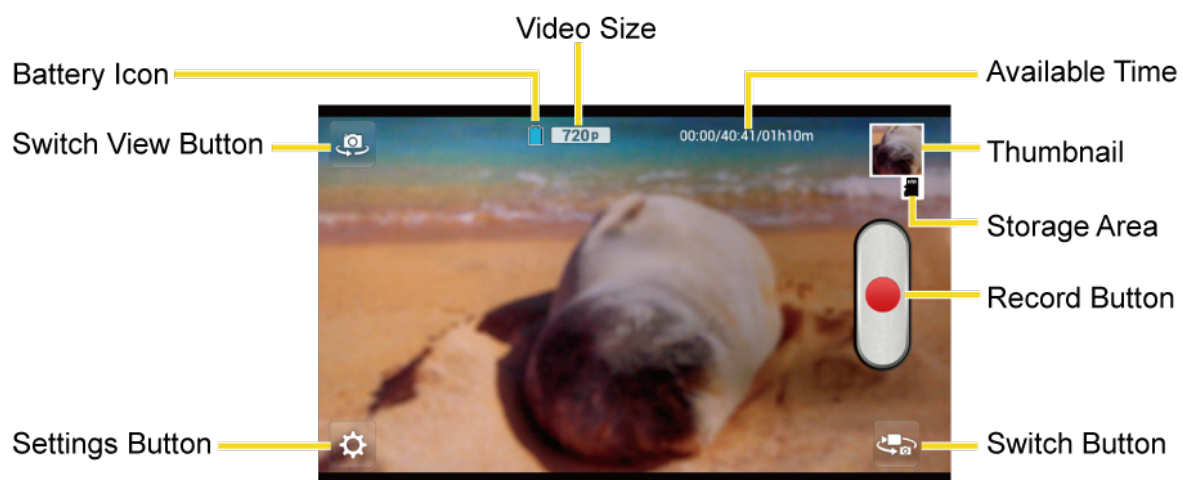 Video Size
Battery Icon
Available Time
Switch View Button
720p
00:00/40:41/01h10m
Thumbnail
Storage Area
Record Button
Settings Button
Switch Button